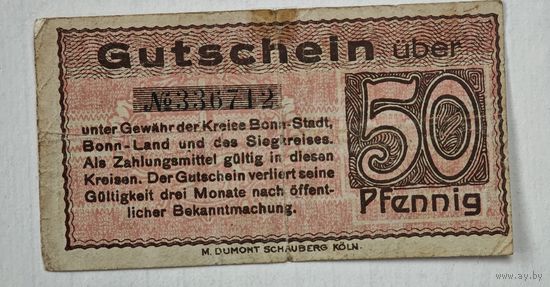 Gutschein über
№336712
50
Pfennig
unter Gewähr der Kreise Bonn-Stadt,
Bonn-Land und des Siegkreises.
Als Zahlungsmittel gültig in diesen
Kreisen. Der Gutschein verliert seine
Gültigkeit drei Monate nach öffent-
licher Bekanntmachung.
M. DUMONT SCHAUBERG KÖLN.
www.ay.by